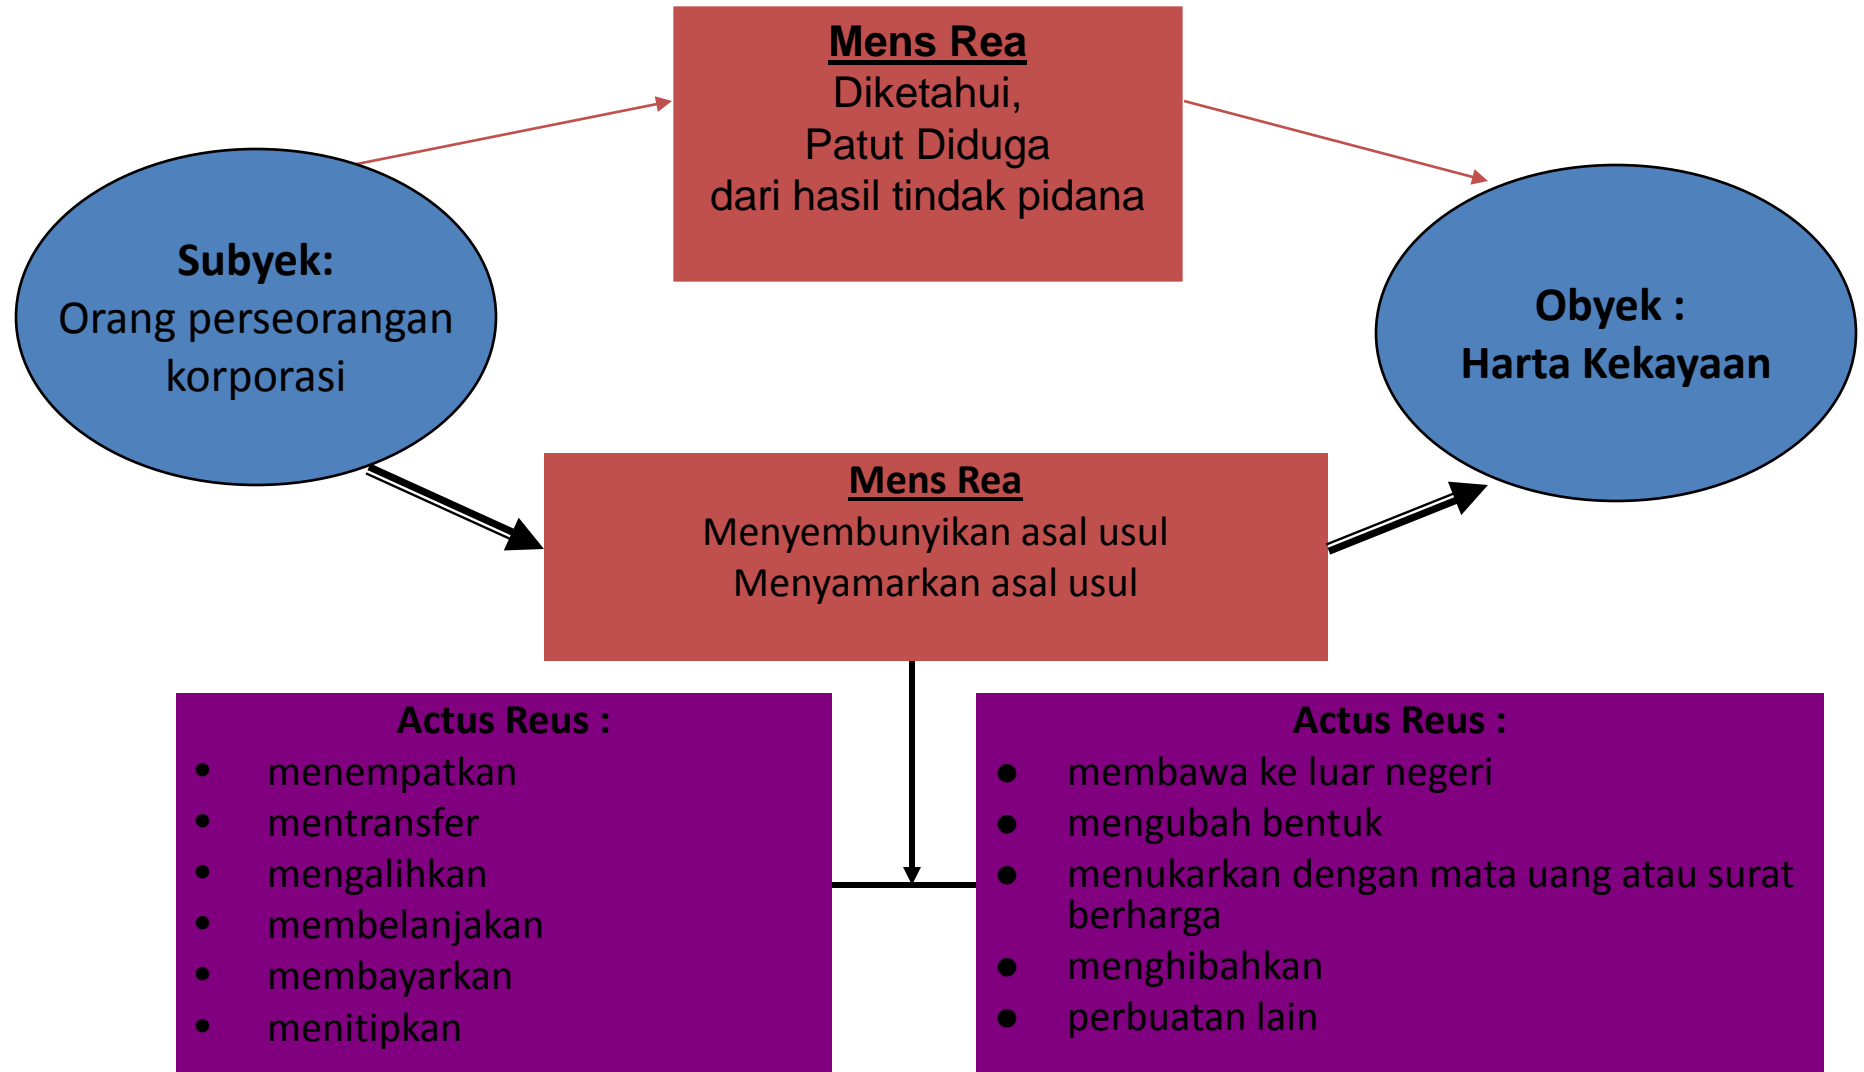 Mens Rea
Diketahui,
Patut Diduga
dari hasil tindak pidana
Subyek:
Orang perseorangan
korporasi
Obyek :
Harta Kekayaan
Mens Rea
Menyembunyikan asal usul
Menyamarkan asal usul
Actus Reus :
• menempatkan
• mentransfer
• mengalihkan
• membelanjakan
• membayarkan
• menitipkan
Actus Reus :
● membawa ke luar negeri
● mengubah bentuk
● menukarkan dengan mata uang atau surat
berharga
● menghibahkan
● perbuatan lain